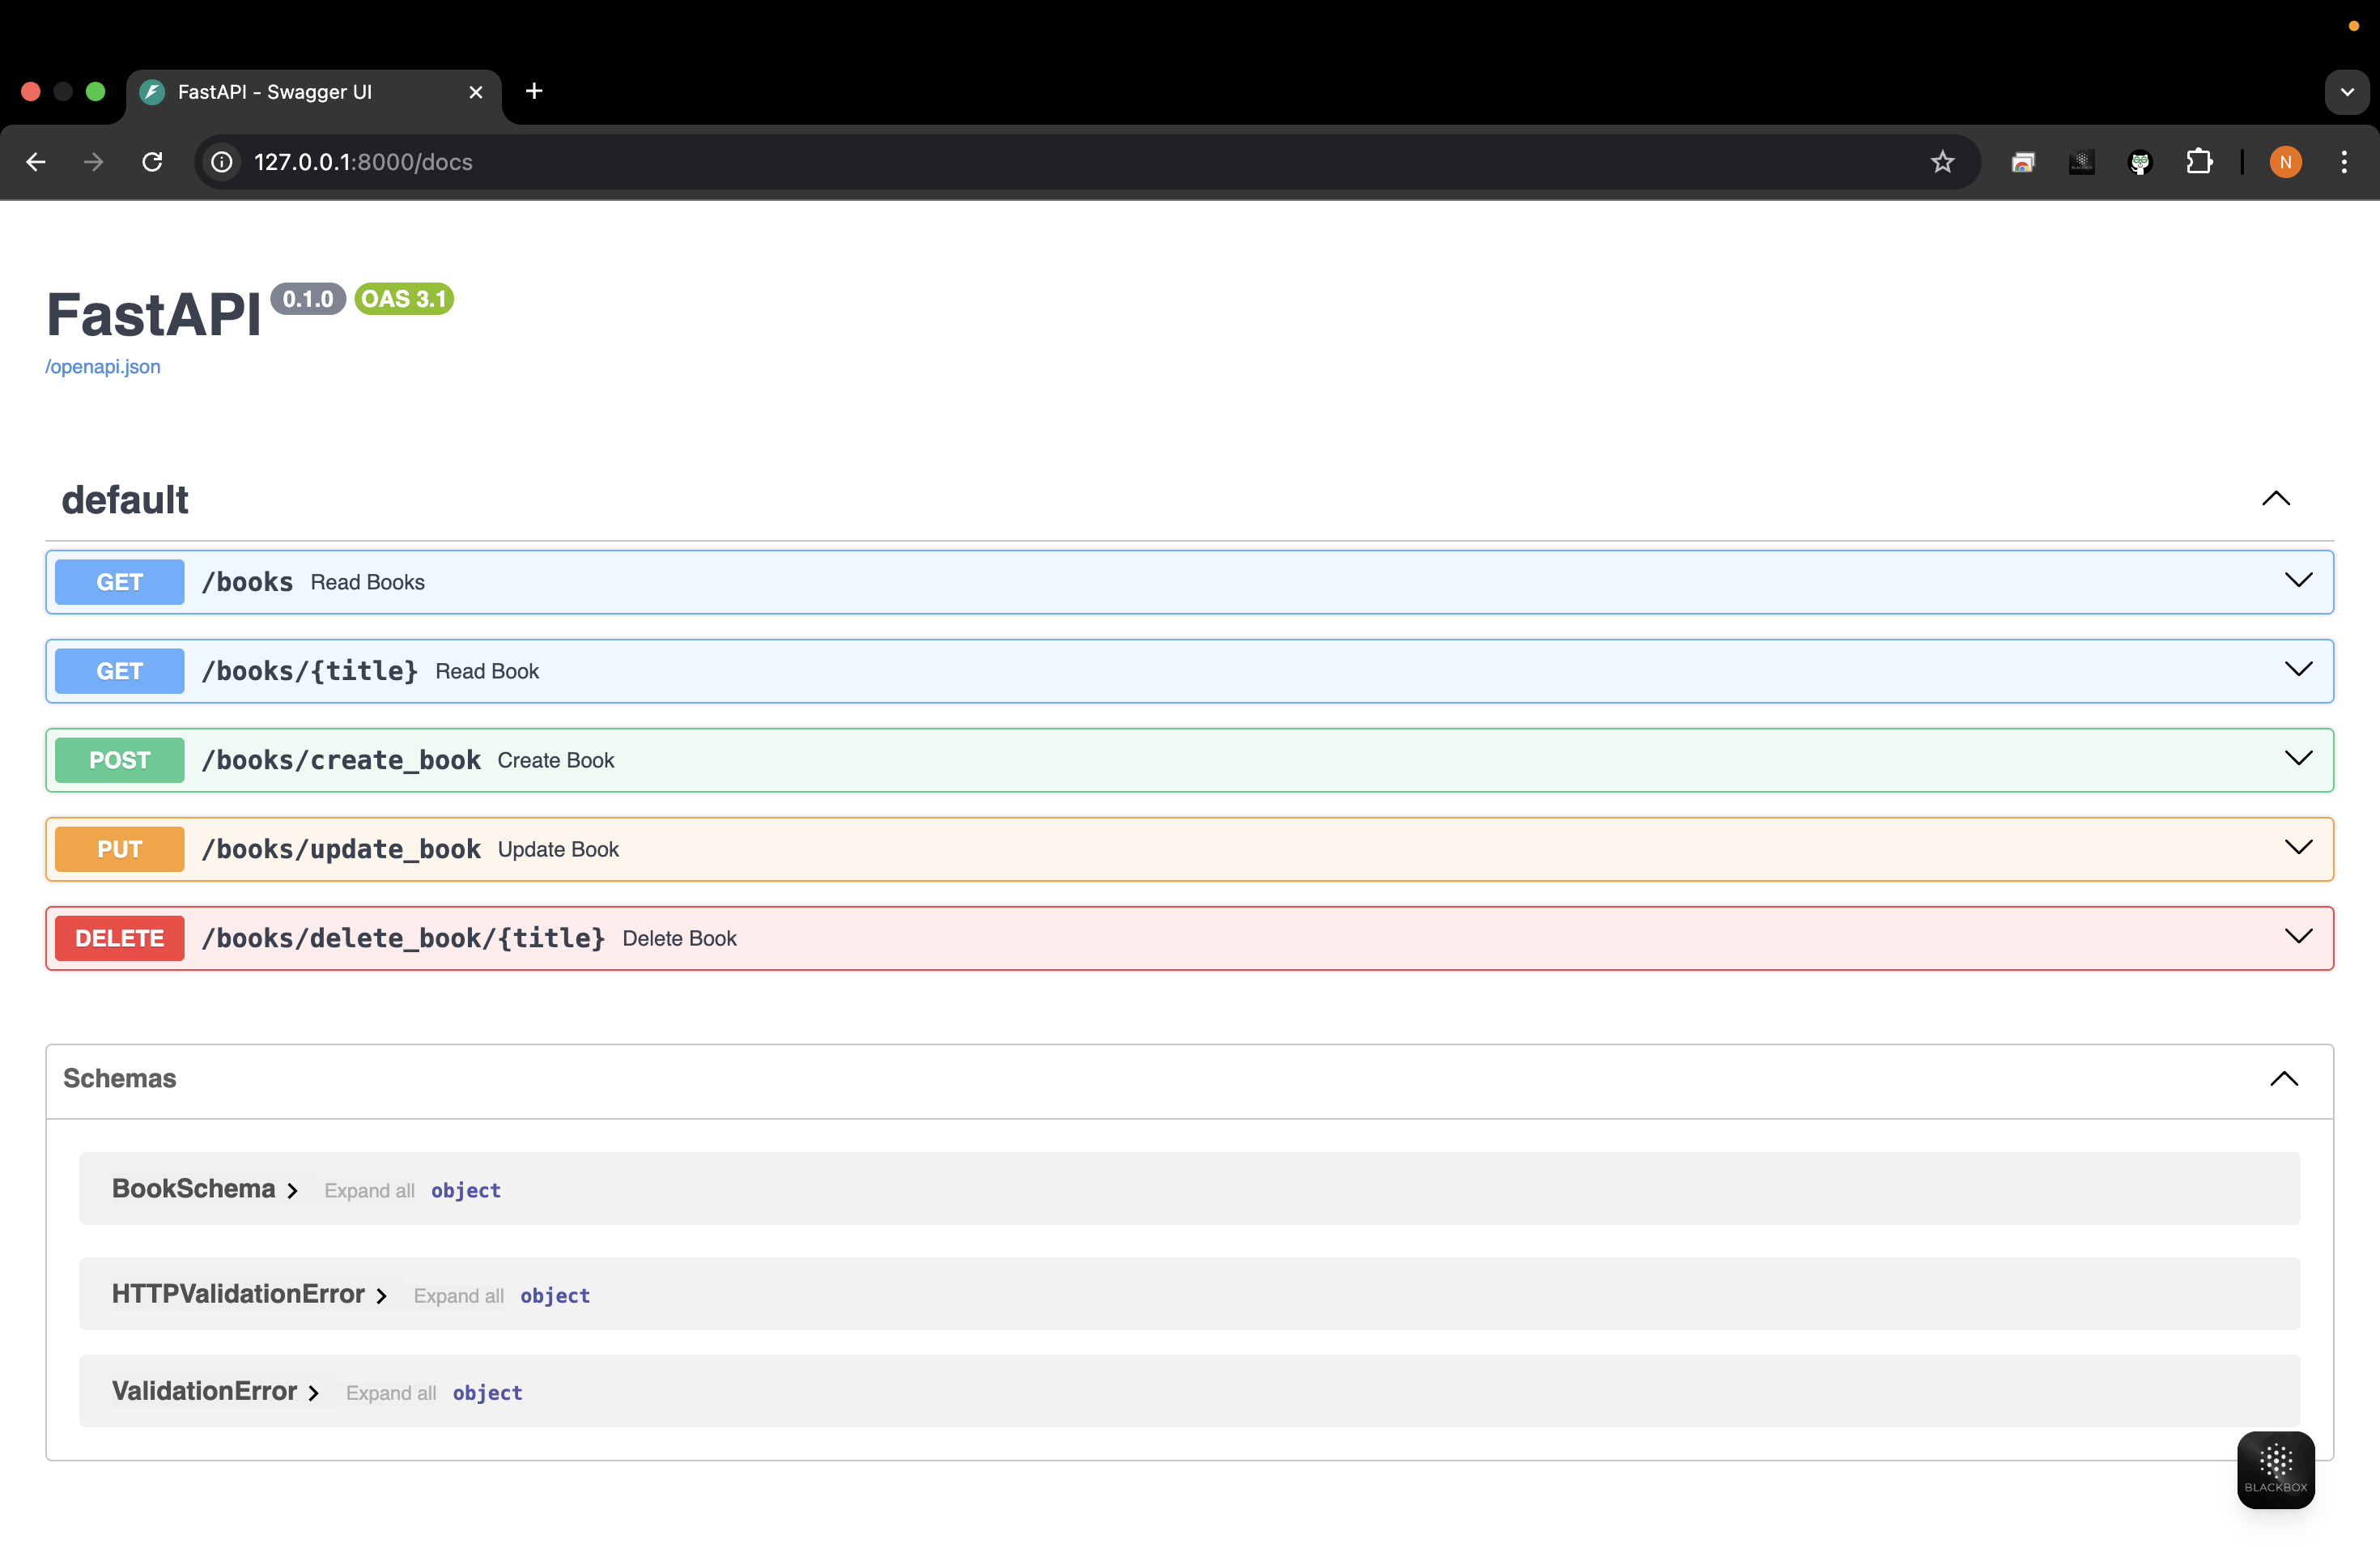 FastAPI - Swagger UI
127.0.0.1:8000/docs
N
FastAPI 0.1.0 OAS 3.1
/openapi.json
default
GET /books Read Books
GET /books/{title} Read Book
POST /books/create_book Create Book
PUT /books/update_book Update Book
DELETE /books/delete_book/{title} Delete Book
Schemas
BookSchema Expand all object
HTTPValidationError Expand all object
ValidationError Expand all object
BLACKBOX